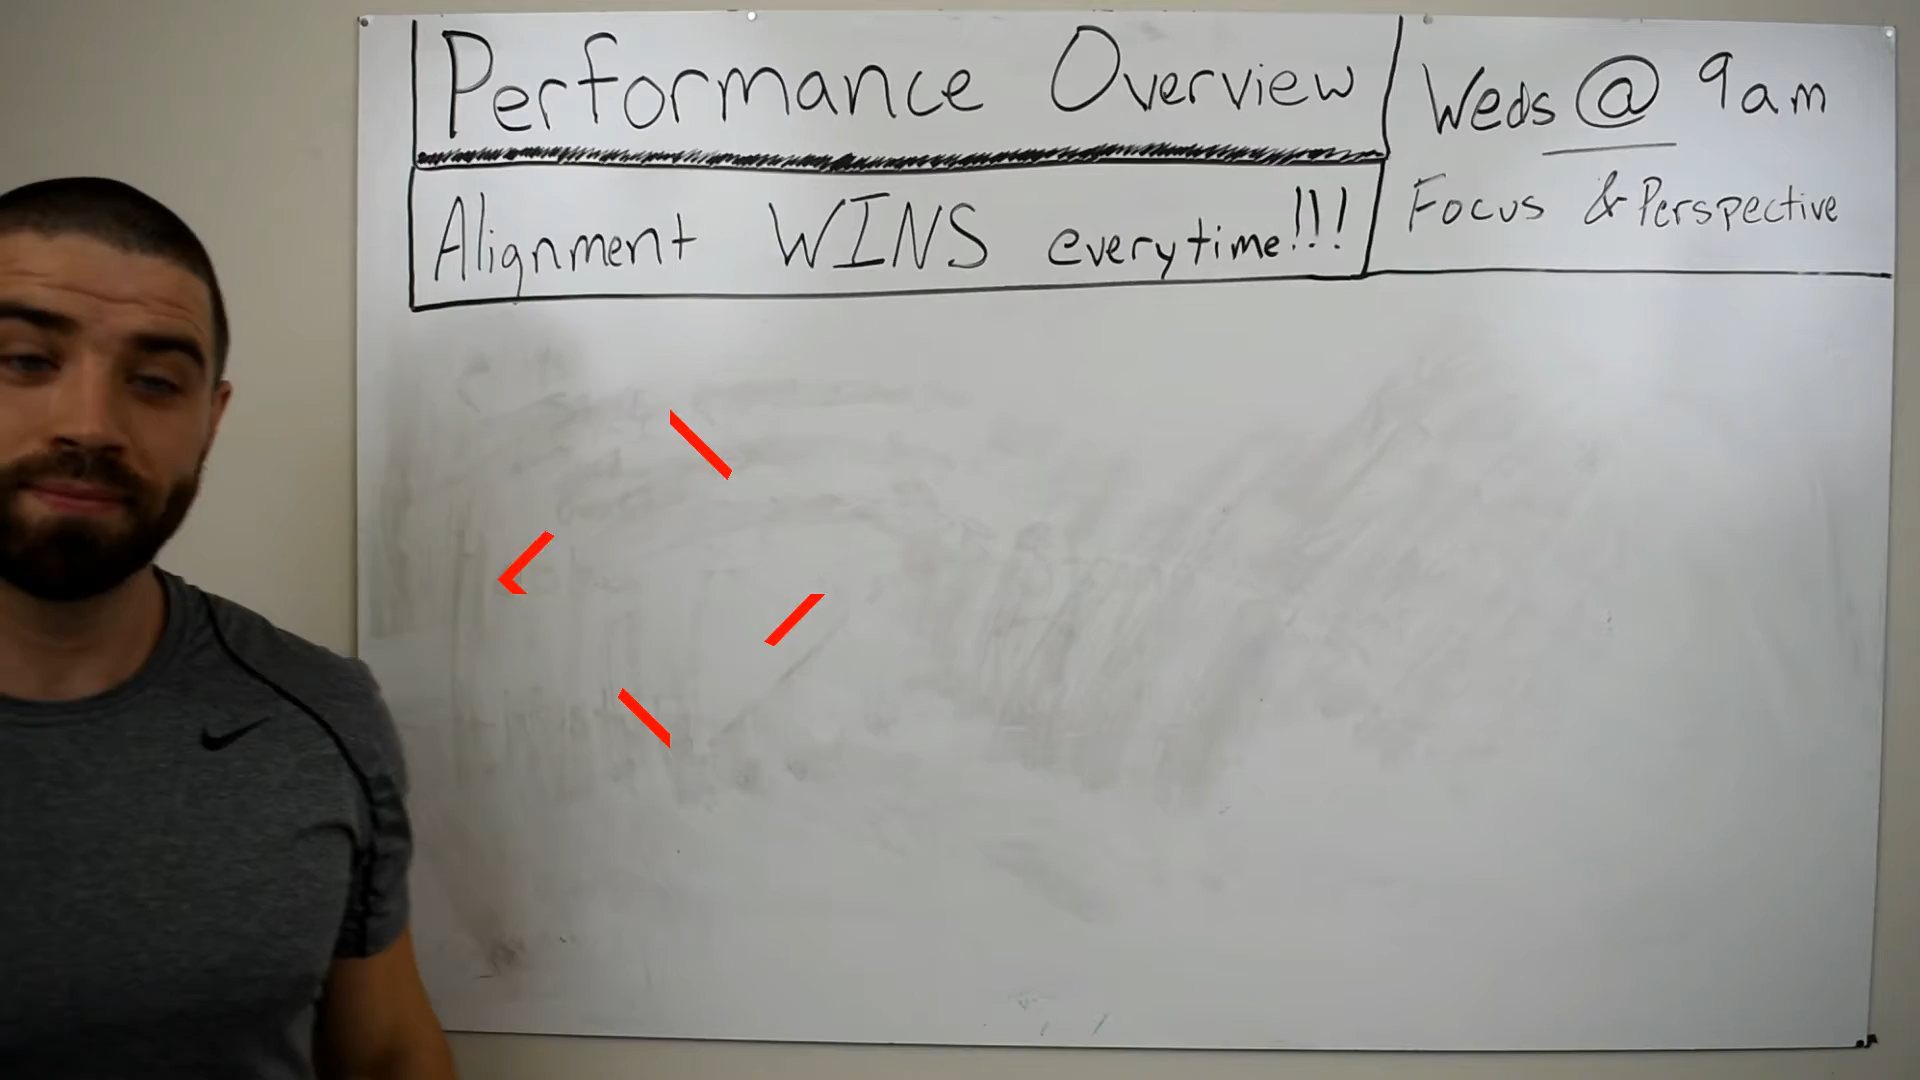 Performance Overview
Alignment WINS everytime!!!
Weds @ 9am
Focus & Perspective